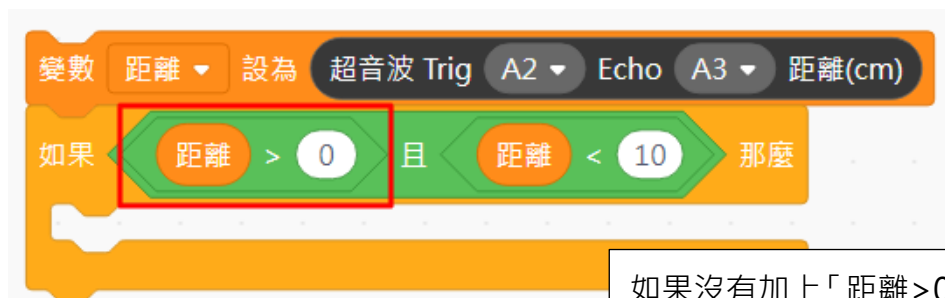 變數 距離 設為 超音波 Trig A2 Echo A3 距離(cm)
如果 距離 > 0 且 距離 < 10 那麼
如果沒有加上「距離>0